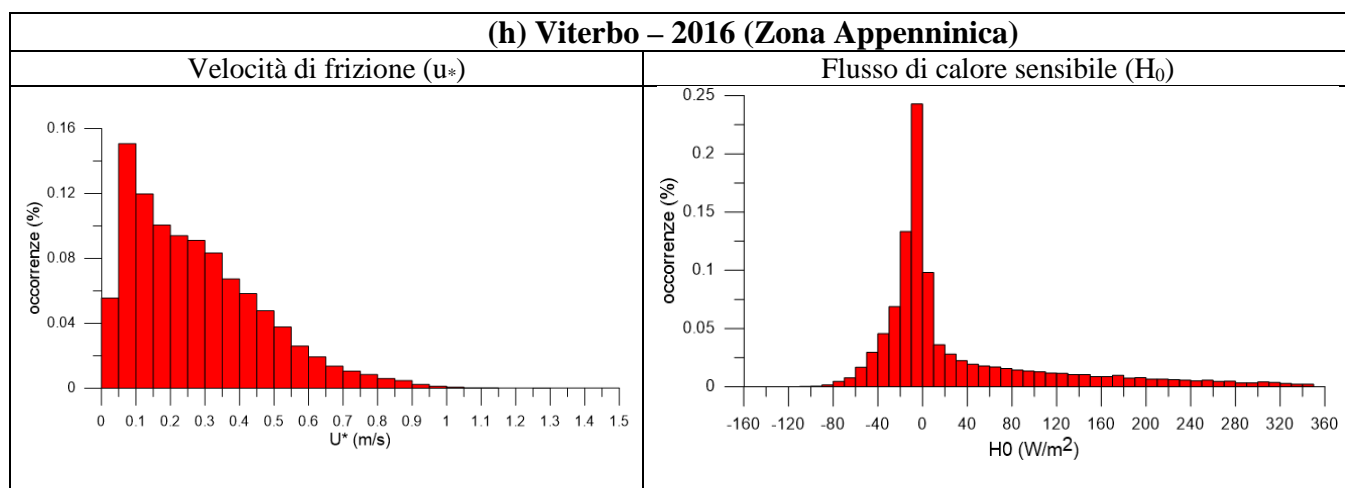 (h) Viterbo – 2016 (Zona Appenninica)
Velocità di frizione (u*)
Flusso di calore sensibile (H0)
0.16
0.12
0.08
0.04
0
occorrenze (%)
0 0.1 0.2 0.3 0.4 0.5 0.6 0.7 0.8 0.9 1 1.1 1.2 1.3 1.4 1.5
U* (m/s)
0.25
0.2
0.15
0.1
0.05
0
occorrenze (%)
-160 -120 -80 -40 0 40 80 120 160 200 240 280 320 360
H0 (W/m2)